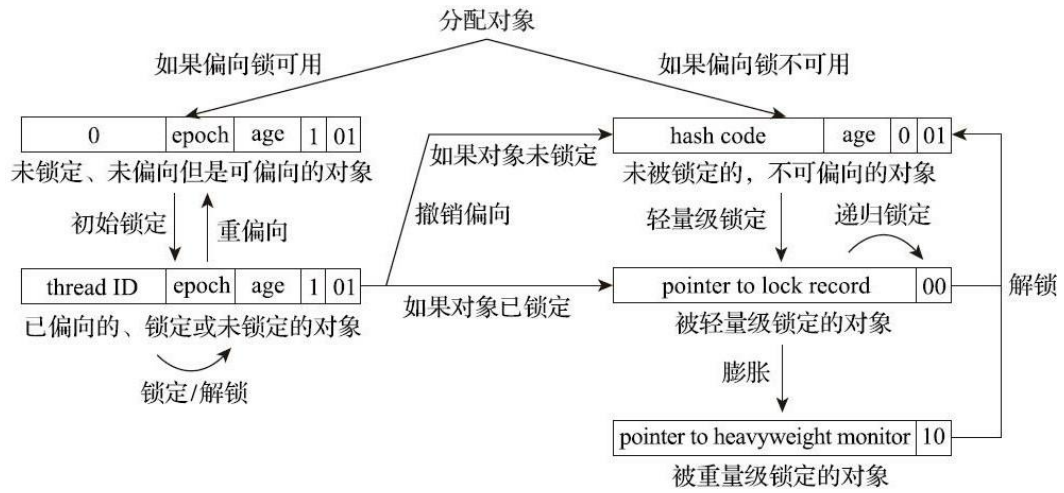 分配对象
如果偏向锁可用
如果偏向锁不可用
0 epoch age 1 01
未锁定、未偏向但是可偏向的对象
hash code age 0 01
未被锁定的，不可偏向的对象
如果对象未锁定
初始锁定
重偏向
撤销偏向
轻量级锁定
递归锁定
thread ID epoch age 1 01
已偏向的、锁定或未锁定的对象
如果对象已锁定
pointer to lock record 00
被轻量级锁定的对象
解锁
锁定/解锁
膨胀
pointer to heavyweight monitor 10
被重量级锁定的对象